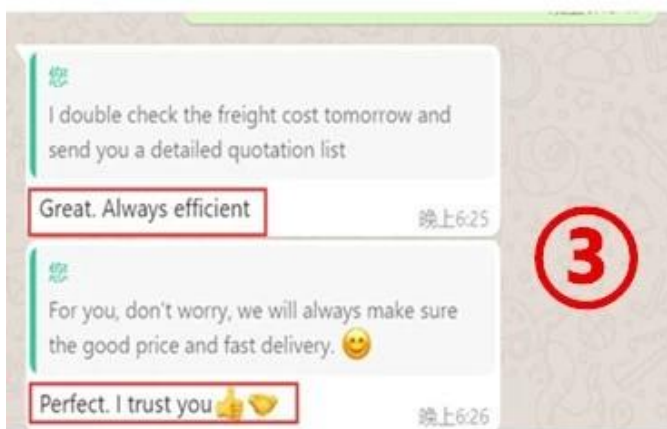 您
I double check the freight cost tomorrow and
send you a detailed quotation list
Great. Always efficient
晚上6:25
您
For you, don't worry, we will always make sure
the good price and fast delivery. 😊
Perfect. I trust you👍🤝
晚上6:26
③